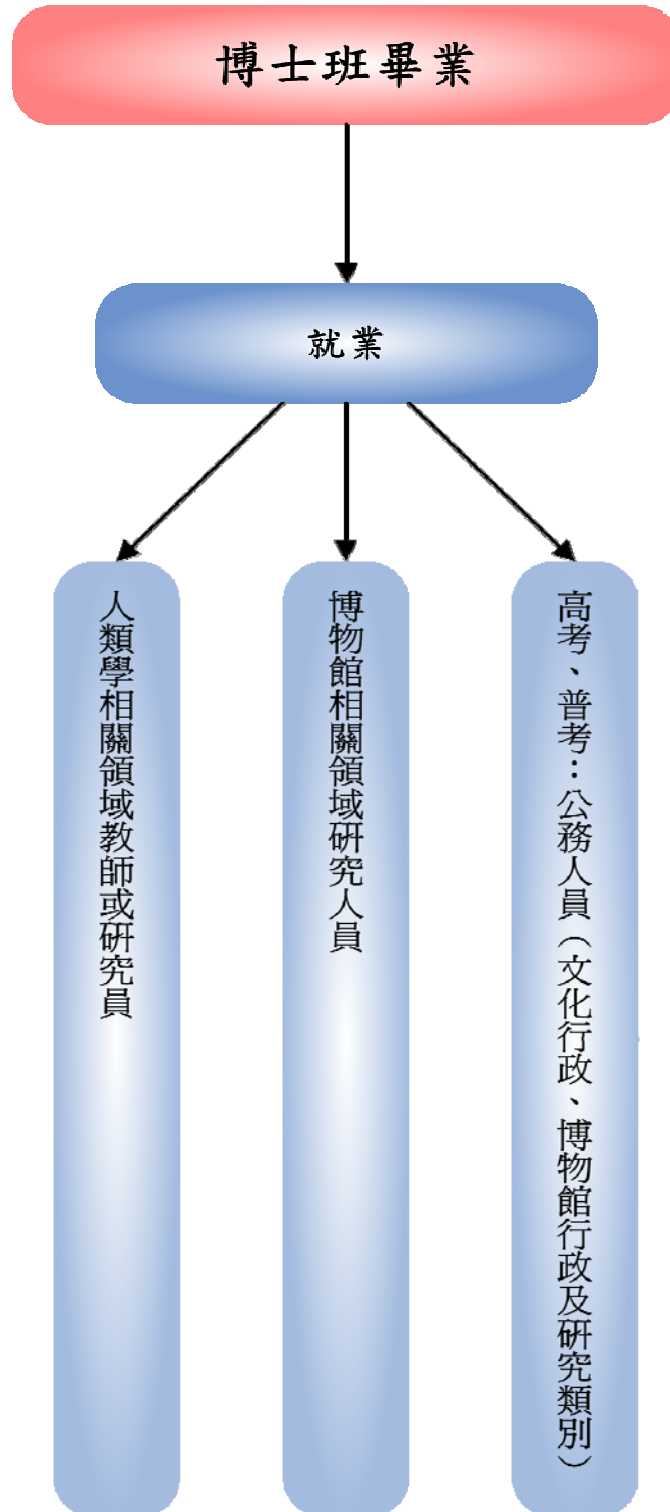 博士班畢業
就業
人類學相關領域教師或研究員
博物館相關領域研究人員
高考、普考：公務人員（文化行政、博物館行政及研究類別）